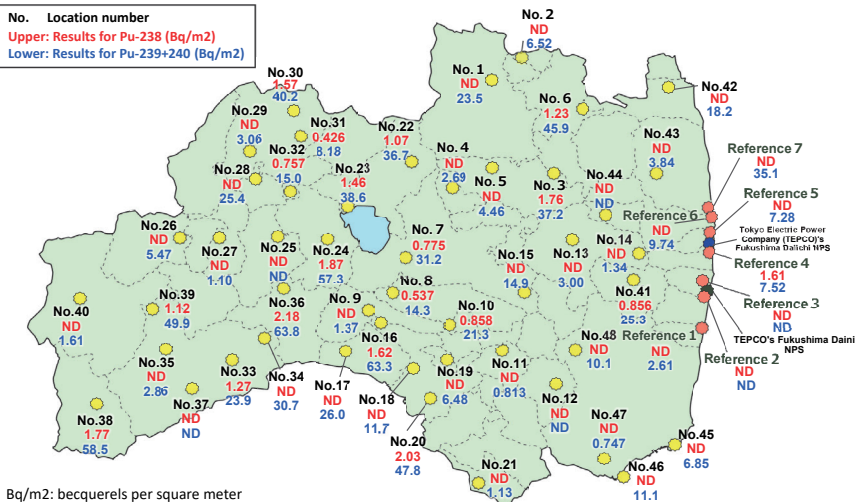 No. Location number
Upper: Results for Pu-238 (Bq/m2)
Lower: Results for Pu-239+240 (Bq/m2)
No. 2
ND
6.52
No. 1
ND
23.5
No.30
1.57
40.2
No.29
ND
3.06
No.31
0.426
8.18
No.32
0.757
15.0
No.28
ND
25.4
No.22
1.07
36.7
No.23
1.46
38.6
No. 4
ND
2.69
No. 5
ND
4.46
No. 6
1.23
45.9
No. 3
1.76
37.2
No.42
ND
18.2
No.43
ND
3.84
No.44
ND
ND
Reference 7
ND
35.1
Reference 5
ND
7.28
Reference 6
ND
9.74
Tokyo Electric Power
Company (TEPCO)'s
Fukushima Daiichi NPS
Reference 4
1.61
7.52
Reference 3
ND
ND
TEPCO's Fukushima Daini
NPS
Reference 2
ND
ND
Reference 1
ND
2.61
No.26
ND
5.47
No.27
ND
1.10
No.25
ND
ND
No.24
1.87
57.3
No. 7
0.775
31.2
No. 8
0.537
14.3
No.15
ND
14.9
No.13
ND
3.00
No.14
ND
1.34
No.41
0.856
25.3
No.40
ND
1.61
No.39
1.12
49.9
No.36
2.18
63.8
No. 9
ND
1.37
No.16
1.62
63.3
No.10
0.858
21.3
No.35
ND
2.86
No.33
1.27
23.9
No.34
ND
30.7
No.37
ND
ND
No.17
ND
26.0
No.18
ND
11.7
No.19
ND
6.48
No.11
ND
0.813
No.48
ND
10.1
No.12
ND
ND
No.38
1.77
58.5
No.20
2.03
47.8
No.21
ND
1.13
No.47
ND
0.747
No.45
ND
6.85
No.46
ND
11.1
Bq/m2: becquerels per square meter